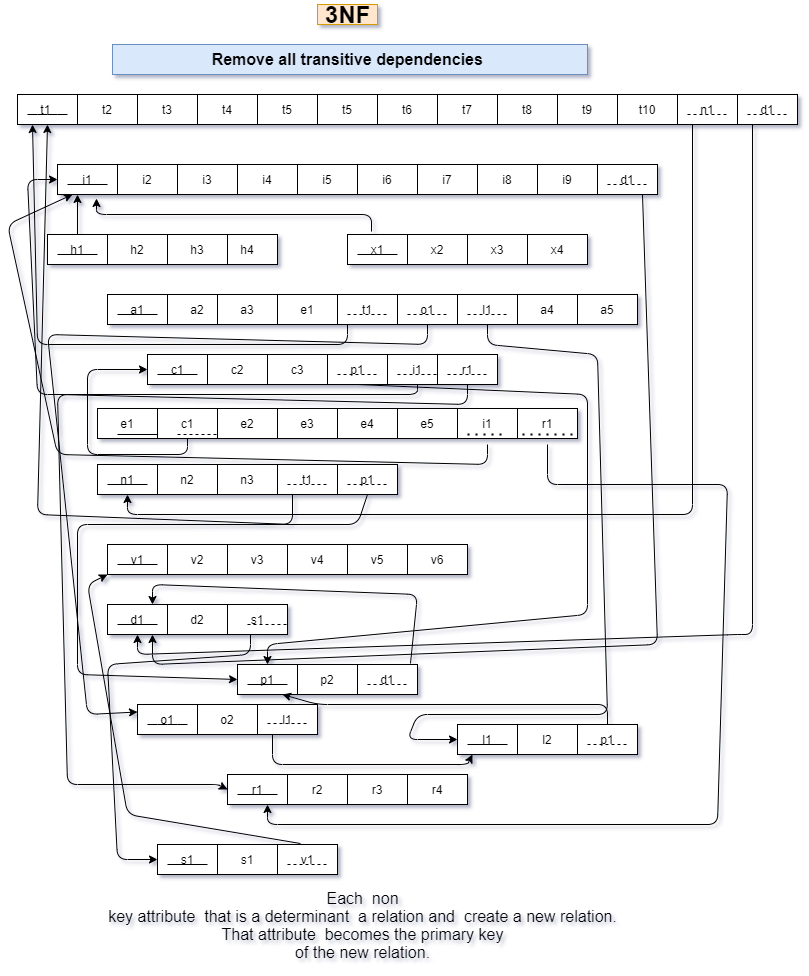 3NF
Remove all transitive dependencies
t1 t2 t3 t4 t5 t5 t6 t7 t8 t9 t10 n1 d1
i1 i2 i3 i4 i5 i6 i7 i8 i9 d1
h1 h2 h3 h4 x1 x2 x3 x4
a1 a2 a3 e1 t1 o1 l1 a4 a5
c1 c2 c3 p1 i1 r1
e1 c1 e2 e3 e4 e5 i1 r1
n1 n2 n3 t1 p1
v1 v2 v3 v4 v5 v6
d1 d2 s1
p1 p2 d1
o1 o2 l1
l1 l2 p1
r1 r2 r3 r4
s1 s1 v1
Each non
key attribute that is a determinant a relation and create a new relation.
That attribute becomes the primary key
of the new relation.